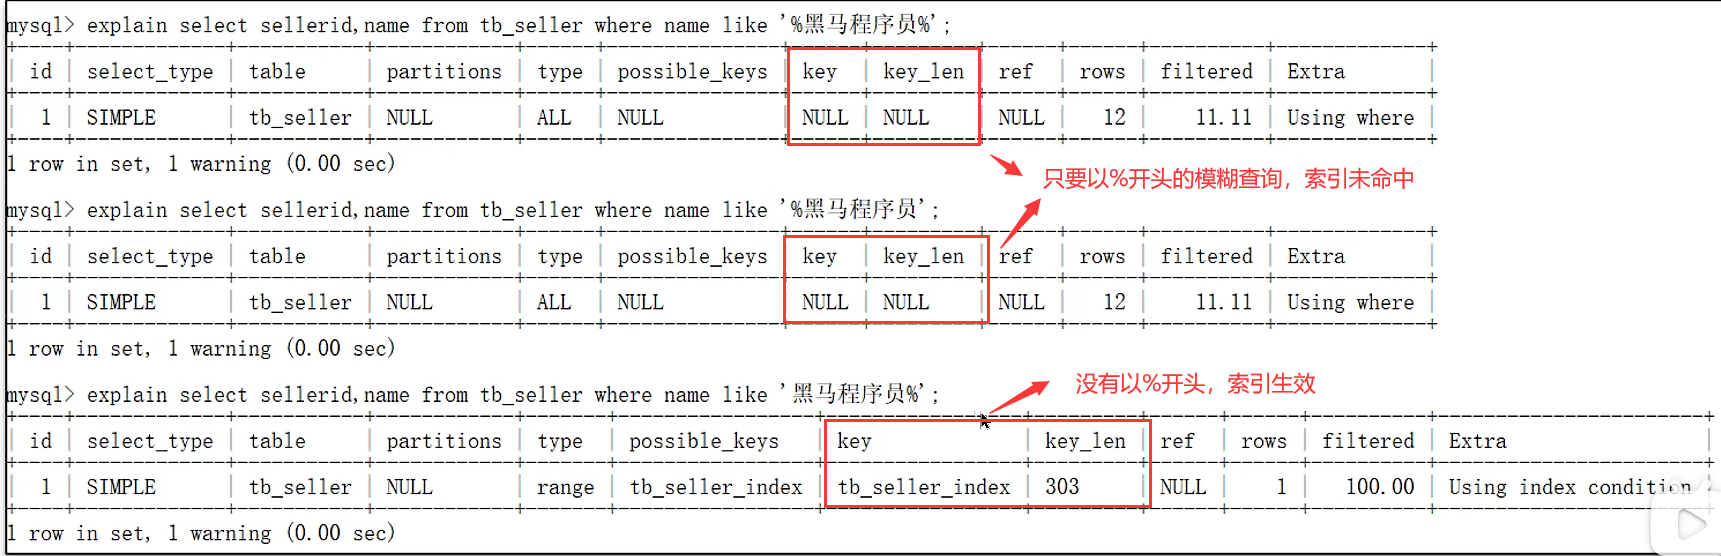 mysql> explain select sellerid,name from tb_seller where name like '%黑马程序员%';
| id | select_type | table | partitions | type | possible_keys | key | key_len | ref | rows | filtered | Extra |
| 1 | SIMPLE | tb_seller | NULL | ALL | NULL | NULL | NULL | NULL | 12 | 11.11 | Using where |
1 row in set, 1 warning (0.00 sec)
只要以%开头的模糊查询，索引未命中
mysql> explain select sellerid,name from tb_seller where name like '%黑马程序员';
| id | select_type | table | partitions | type | possible_keys | key | key_len | ref | rows | filtered | Extra |
| 1 | SIMPLE | tb_seller | NULL | ALL | NULL | NULL | NULL | NULL | 12 | 11.11 | Using where |
1 row in set, 1 warning (0.00 sec)
没有以%开头，索引生效
mysql> explain select sellerid,name from tb_seller where name like '黑马程序员%';
| id | select_type | table | partitions | type | possible_keys | key | key_len | ref | rows | filtered | Extra |
| 1 | SIMPLE | tb_seller | NULL | range | tb_seller_index | tb_seller_index | 303 | NULL | 1 | 100.00 | Using index condition |
1 row in set, 1 warning (0.00 sec)